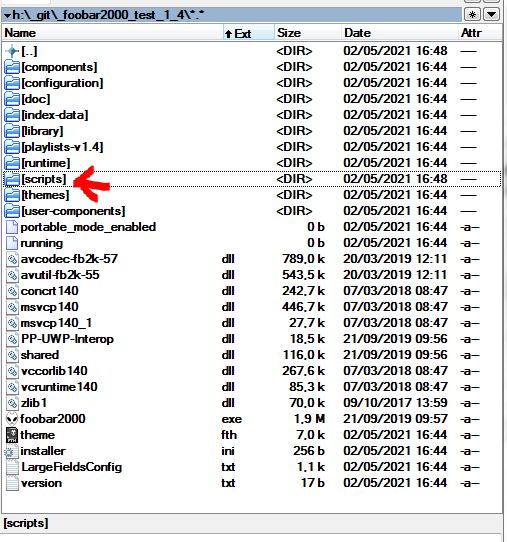 h:\_git\_foobar2000_test_1_4\*.*
Name Ext Size Date Attr
[..] <DIR> 02/05/2021 16:48 —
[components] <DIR> 02/05/2021 16:44 —
[configuration] <DIR> 02/05/2021 16:44 —
[doc] <DIR> 02/05/2021 16:44 —
[index-data] <DIR> 02/05/2021 16:44 —
[library] <DIR> 02/05/2021 16:44 —
[playlists-v1.4] <DIR> 02/05/2021 16:44 —
[runtime] <DIR> 02/05/2021 16:44 —
[scripts] <DIR> 02/05/2021 16:48 —
[themes] <DIR> 02/05/2021 16:44 —
[user-components] <DIR> 02/05/2021 16:44 —
portable_mode_enabled 0 b 02/05/2021 16:44 -a--
running 0 b 02/05/2021 16:44 -a--
avcodec-fb2k-57 dll 789,0 k 20/03/2019 12:11 -a--
avutil-fb2k-55 dll 543,5 k 20/03/2019 12:11 -a--
concrt140 dll 242,7 k 07/03/2018 08:47 -a--
msvcp140 dll 446,7 k 07/03/2018 08:47 -a--
msvcp140_1 dll 27,7 k 07/03/2018 08:47 -a--
PP-UWP-Interop dll 18,5 k 21/09/2019 09:56 -a--
shared dll 116,0 k 21/09/2019 09:56 -a--
vccorlib140 dll 267,6 k 07/03/2018 08:47 -a--
vcruntime140 dll 85,3 k 07/03/2018 08:47 -a--
zlib1 dll 70,0 k 09/10/2017 13:59 -a--
foobar2000 exe 1,9 M 21/09/2019 09:57 -a--
theme fth 7,0 k 02/05/2021 16:44 -a--
installer ini 256 b 02/05/2021 16:44 -a--
LargeFieldsConfig txt 1,1 k 02/05/2021 16:44 -a--
version txt 17 b 02/05/2021 16:44 -a--
[scripts]